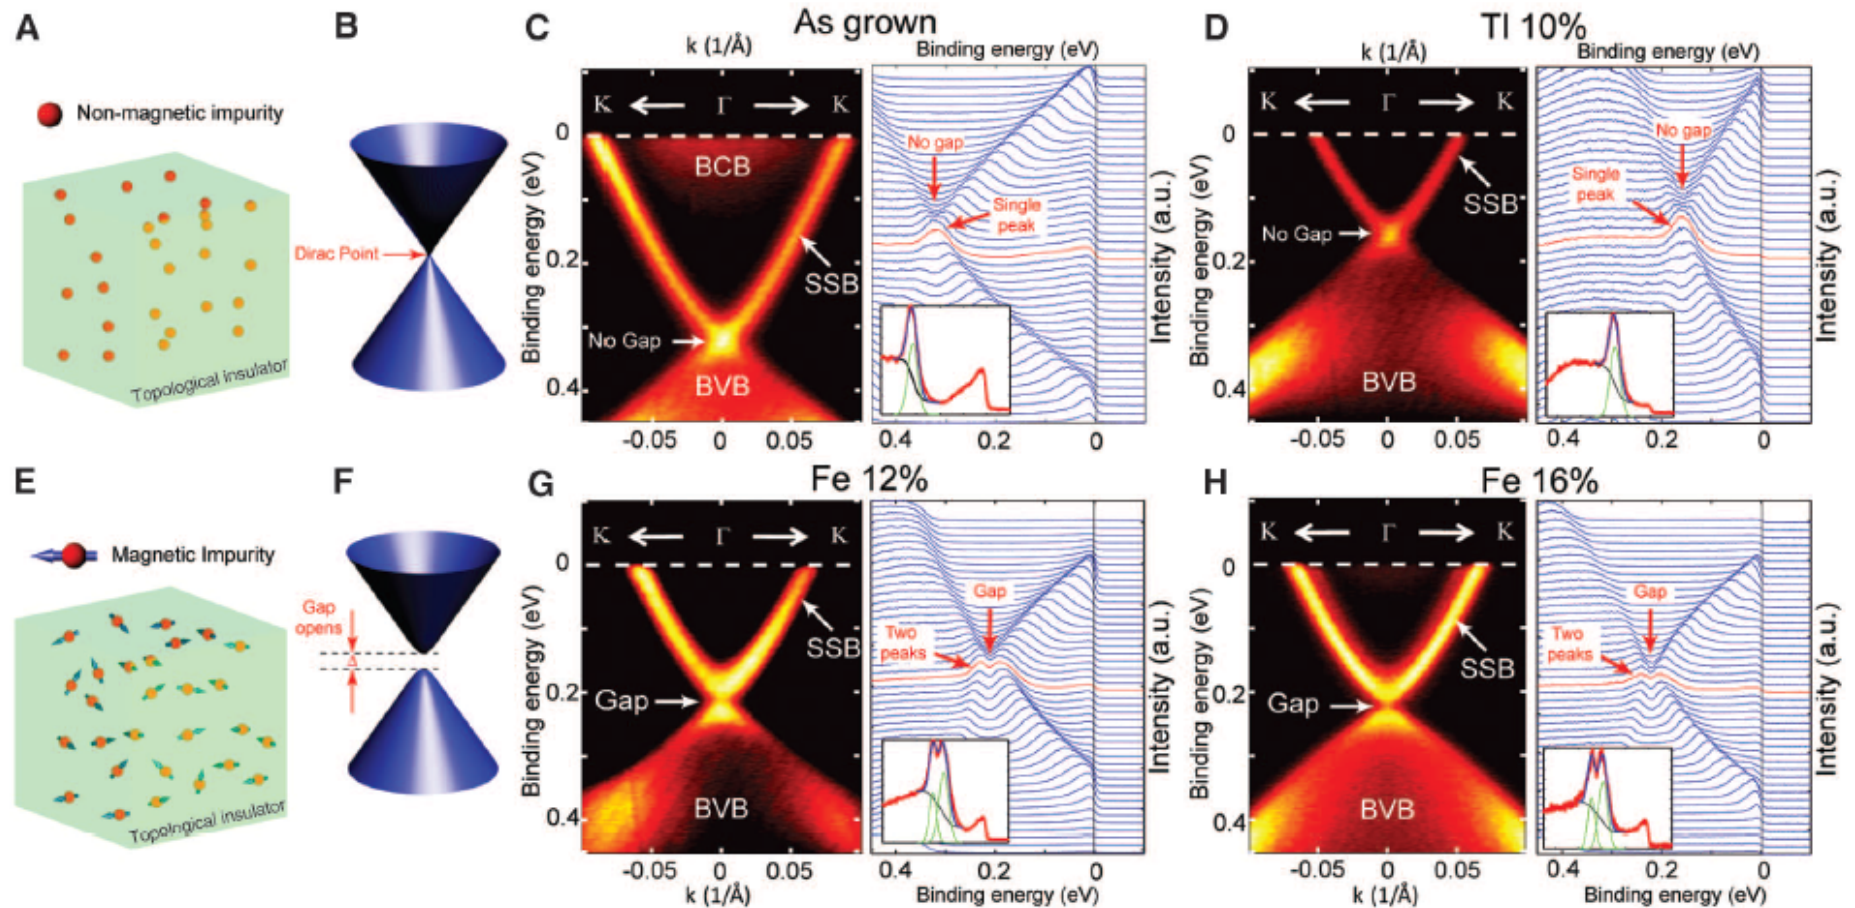 A
Non-magnetic impurity
Topological insulator
B
Dirac Point
C
As grown
k (1/Å)
Binding energy (eV)
K Γ K
0
0.2
0.4
Binding energy (eV)
BCB
SSB
No Gap
BVB
-0.05 0 0.05
No gap
Single
peak
0.4 0.2 0
Intensity (a.u.)
D
Tl 10%
k (1/Å)
Binding energy (eV)
K Γ K
0
0.2
0.4
Binding energy (eV)
SSB
No Gap
BVB
-0.05 0 0.05
No gap
Single
peak
0.4 0.2 0
Intensity (a.u.)
E
Magnetic Impurity
Topological insulator
F
Gap
opens
Δ
G
Fe 12%
K Γ K
0
0.2
0.4
Binding energy (eV)
SSB
Gap
BVB
-0.05 0 0.05
k (1/Å)
Gap
Two
peaks
0.4 0.2 0
Binding energy (eV)
Intensity (a.u.)
H
Fe 16%
K Γ K
0
0.2
0.4
Binding energy (eV)
SSB
Gap
BVB
-0.05 0 0.05
k (1/Å)
Gap
Two
peaks
0.4 0.2 0
Binding energy (eV)
Intensity (a.u.)